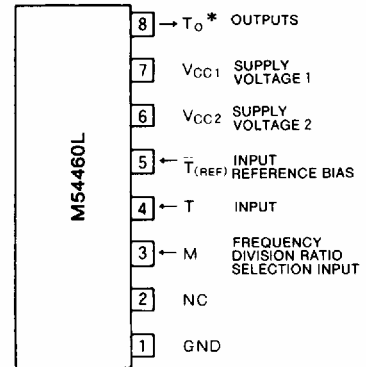 M54460L
8 → To* OUTPUTS
7 VCC1 SUPPLY VOLTAGE 1
6 VCC2 SUPPLY VOLTAGE 2
5 ← T̄(REF) INPUT REFERENCE BIAS
4 ← T INPUT
3 ← M FREQUENCY DIVISION RATIO SELECTION INPUT
2 NC
1 GND